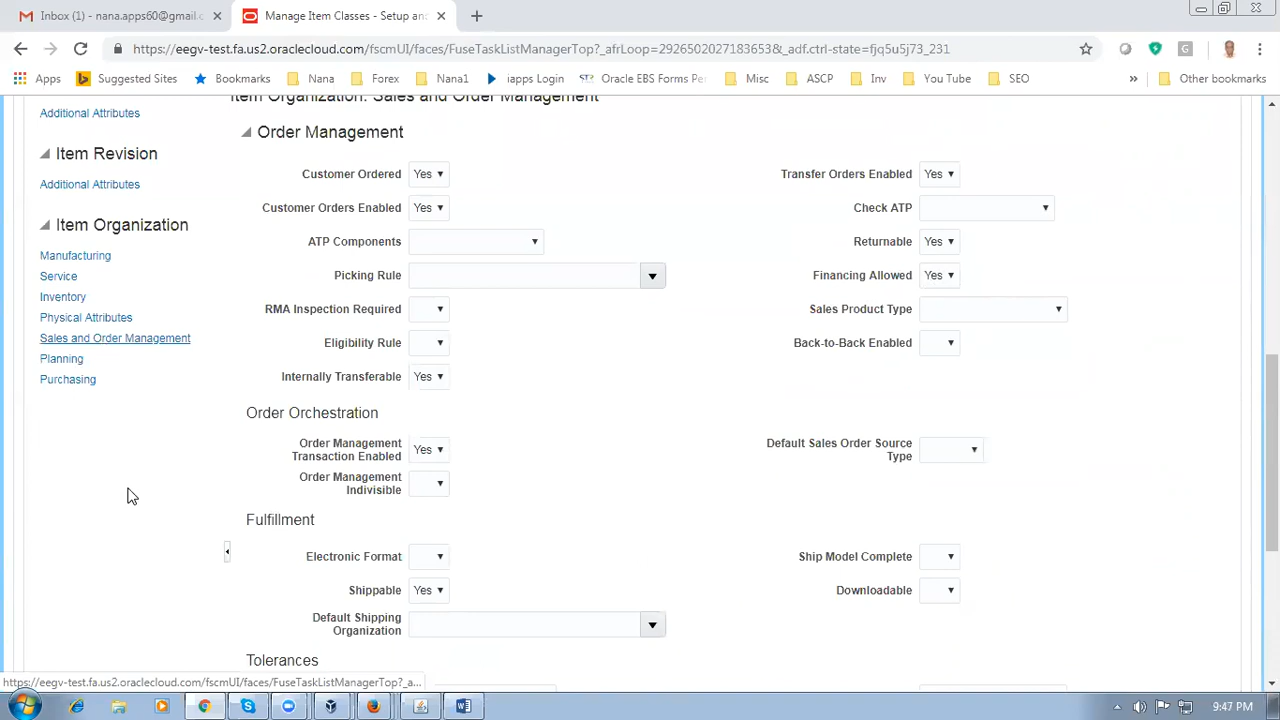 Inbox (1) - nana.apps60@gmail.c
Manage Item Classes - Setup and
https://eegv-test.fa.us2.oraclecloud.com/fscmUI/faces/FuseTaskListManagerTop?_afrLoop=2926502027183653&_adf.ctrl-state=fjq5u5j73_231
Apps
Suggested Sites
Bookmarks
Nana
Forex
Nana1
iapps Login
Oracle EBS Forms Pe
Misc
ASCP
Inv
You Tube
SEO
»
Other bookmarks
Additional Attributes
Item Revision
Additional Attributes
Item Organization
Manufacturing
Service
Inventory
Physical Attributes
Sales and Order Management
Planning
Purchasing
Item Organization: Sales and Order Management
Order Management
Customer Ordered Yes
Transfer Orders Enabled Yes
Customer Orders Enabled Yes
Check ATP
ATP Components
Returnable Yes
Picking Rule
Financing Allowed Yes
RMA Inspection Required
Sales Product Type
Eligibility Rule
Back-to-Back Enabled
Internally Transferable Yes
Order Orchestration
Order Management
Transaction Enabled Yes
Default Sales Order Source
Type
Order Management
Indivisible
Fulfillment
Electronic Format
Ship Model Complete
Shippable Yes
Downloadable
Default Shipping
Organization
Tolerances
https://eegv-test.fa.us2.oraclecloud.com/fscmUI/faces/FuseTaskListManagerTop?_a...
9:47 PM